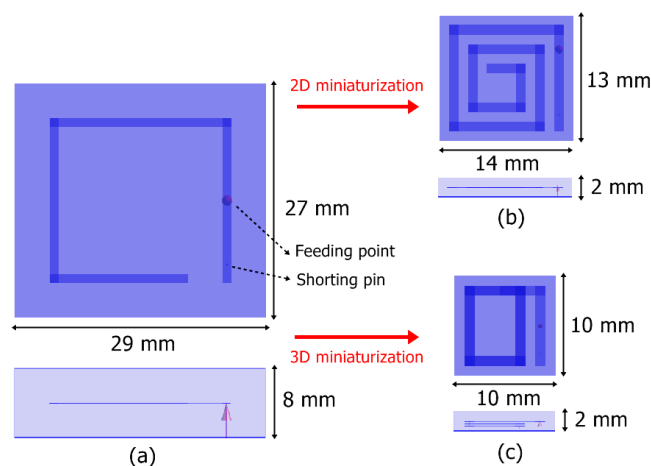 2D miniaturization
13 mm
14 mm
2 mm
(b)
27 mm
Feeding point
Shorting pin
29 mm
3D miniaturization
10 mm
10 mm
8 mm
2 mm
(a)
(c)